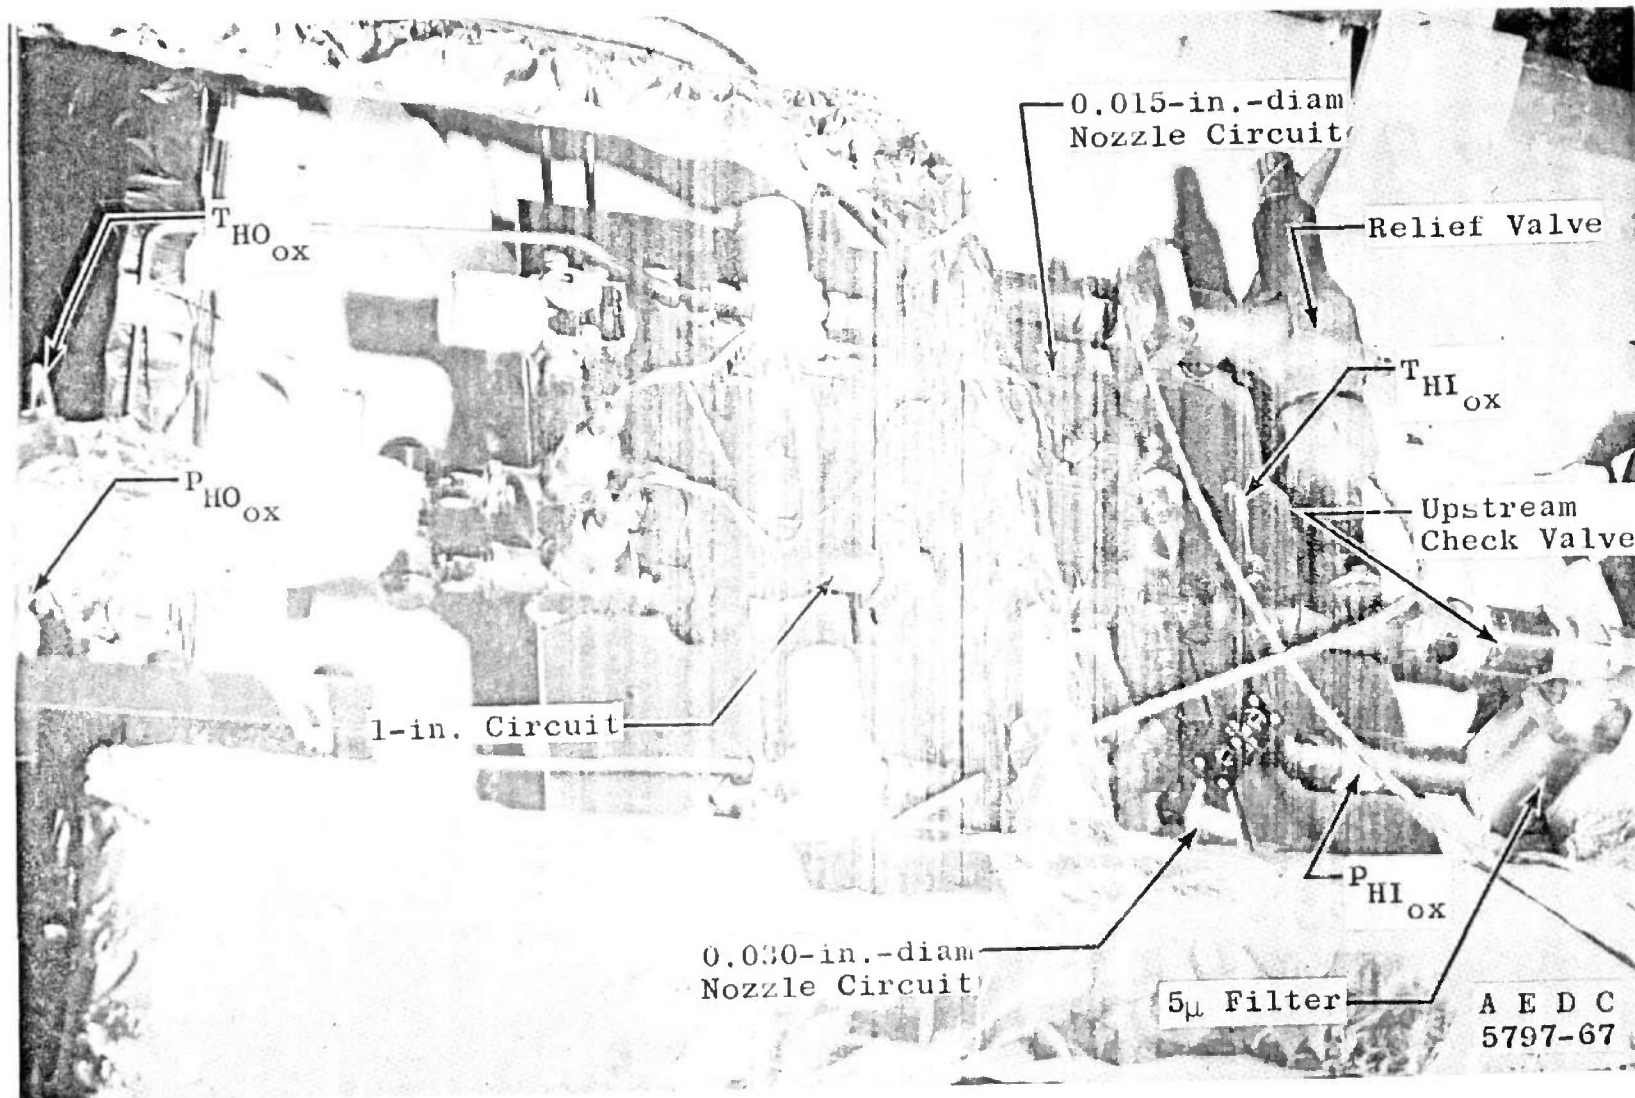 0.015-in.-diam
Nozzle Circuit
T_HO_ox
Relief Valve
T_HI_ox
P_HO_ox
Upstream
Check Valve
1-in. Circuit
P_HI_ox
0.030-in.-diam
Nozzle Circuit
5μ Filter
A E D C
5797-67